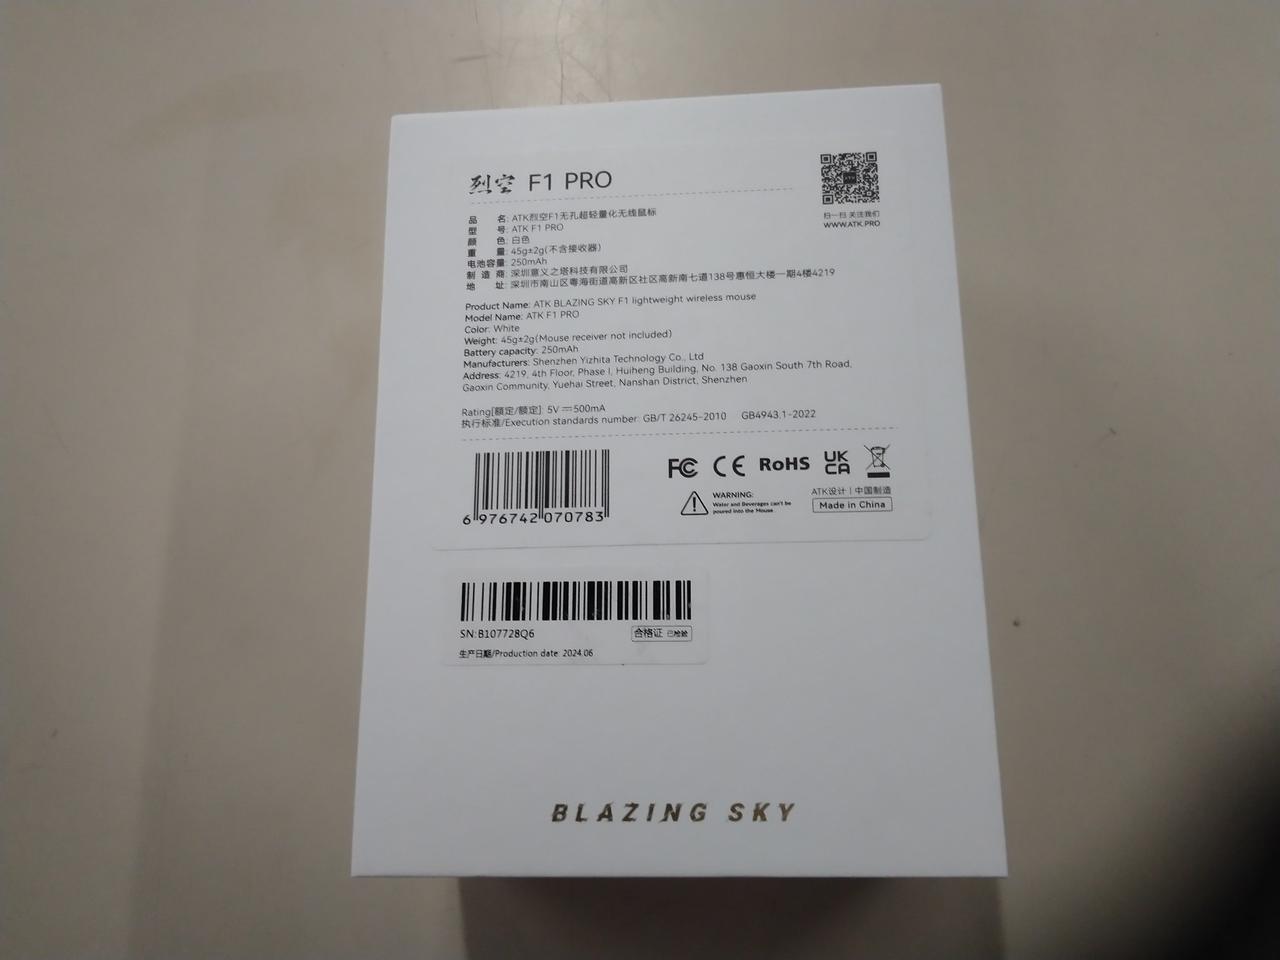 烈空 F1 PRO
扫一扫 关注我们
WWW.ATK.PRO
品 名: ATK烈空F1无孔超轻量化无线鼠标
型 号: ATK F1 PRO
颜 色: 白色
重 量: 45g±2g(不含接收器)
电池容量: 250mAh
制 造 商: 深圳意义之塔科技有限公司
地 址: 深圳市南山区粤海街道高新区社区高新南七道138号惠恒大楼一期4楼4219
Product Name: ATK BLAZING SKY F1 lightweight wireless mouse
Model Name: ATK F1 PRO
Color: White
Weight: 45g±2g(Mouse receiver not included)
Battery capacity: 250mAh
Manufacturers: Shenzhen Yizhita Technology Co., Ltd
Address: 4219, 4th Floor, Phase I, Huiheng Building, No. 138 Gaoxin South 7th Road,
Gaoxin Community, Yuehai Street, Nanshan District, Shenzhen
Rating[額定/额定]: 5V ⎓500mA
执行标准/Execution standards number: GB/T 26245-2010 GB4943.1-2022
FC CE RoHS UK CA
WARNING:
Water and Beverages can't be
poured into the Mouse
ATK设计 | 中国制造
Made in China
6 976742 070783
SN:B107728Q6
合格证 已检验
生产日期/Production date: 2024.06
BLAZING SKY